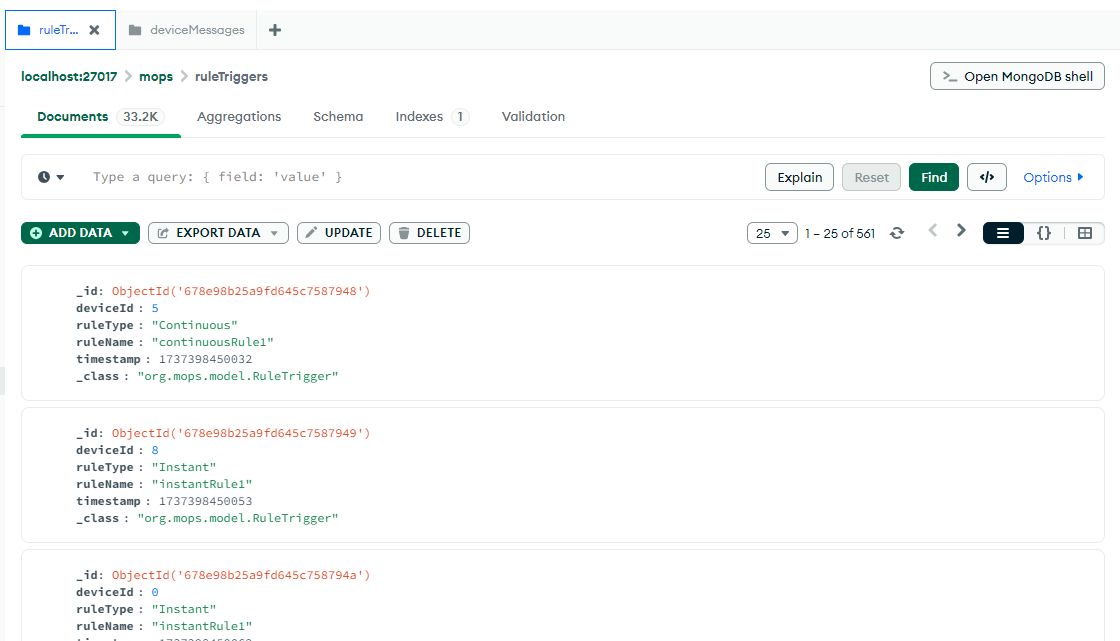 ruleTr...
deviceMessages
localhost:27017 > mops > ruleTriggers
>_ Open MongoDB shell
Documents 33.2K Aggregations Schema Indexes 1 Validation
Type a query: { field: 'value' }
Explain Reset Find </> Options
ADD DATA EXPORT DATA UPDATE DELETE 25 1 – 25 of 561 {}
_id: ObjectId('678e98b25a9fd645c7587948')
deviceId : 5
ruleType : "Continuous"
ruleName : "continuousRule1"
timestamp : 1737398450032
_class : "org.mops.model.RuleTrigger"
_id: ObjectId('678e98b25a9fd645c7587949')
deviceId : 8
ruleType : "Instant"
ruleName : "instantRule1"
timestamp : 1737398450053
_class : "org.mops.model.RuleTrigger"
_id: ObjectId('678e98b25a9fd645c758794a')
deviceId : 0
ruleType : "Instant"
ruleName : "instantRule1"